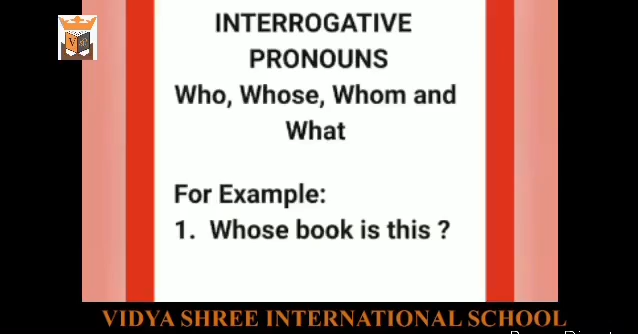 INTERROGATIVE
PRONOUNS
Who, Whose, Whom and
What
For Example:
1. Whose book is this ?
VIDYA SHREE INTERNATIONAL SCHOOL